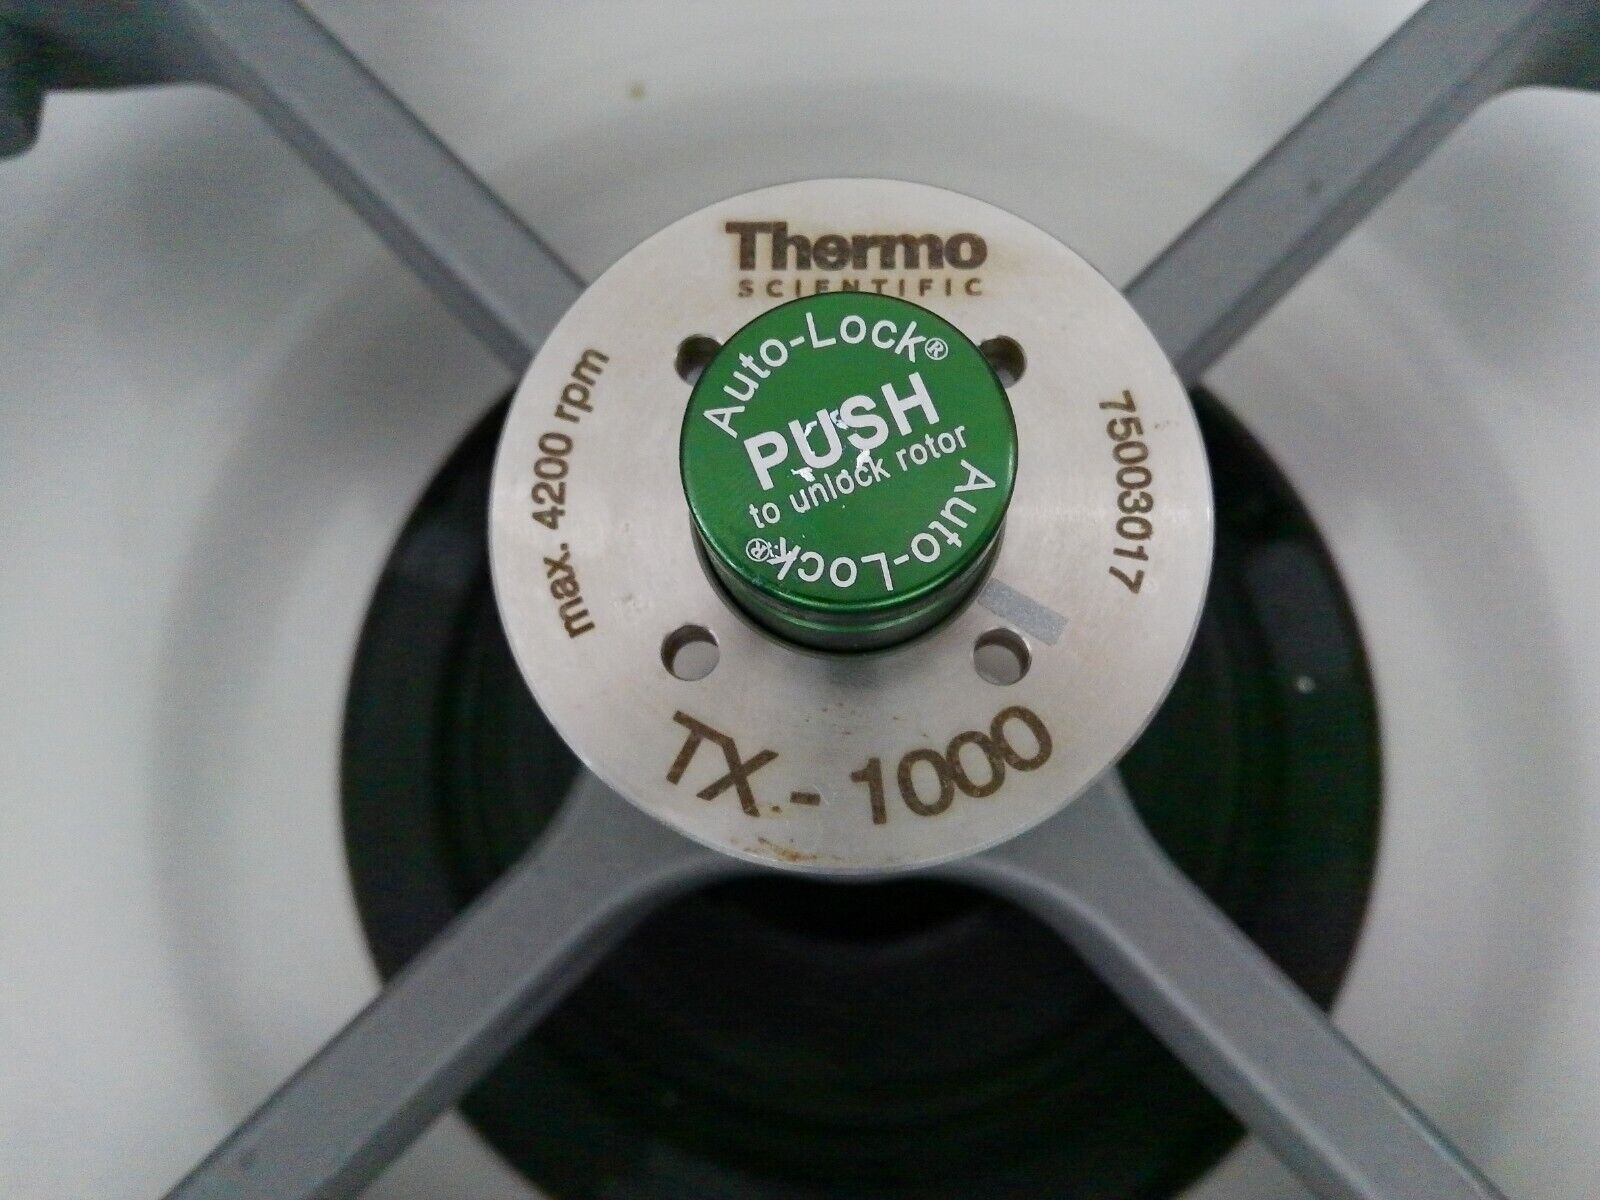 Thermo
SCIENTIFIC
Auto-Lock®
PUSH
to unlock rotor
Auto-Lock®
max. 4200 rpm
75003017
TX - 1000